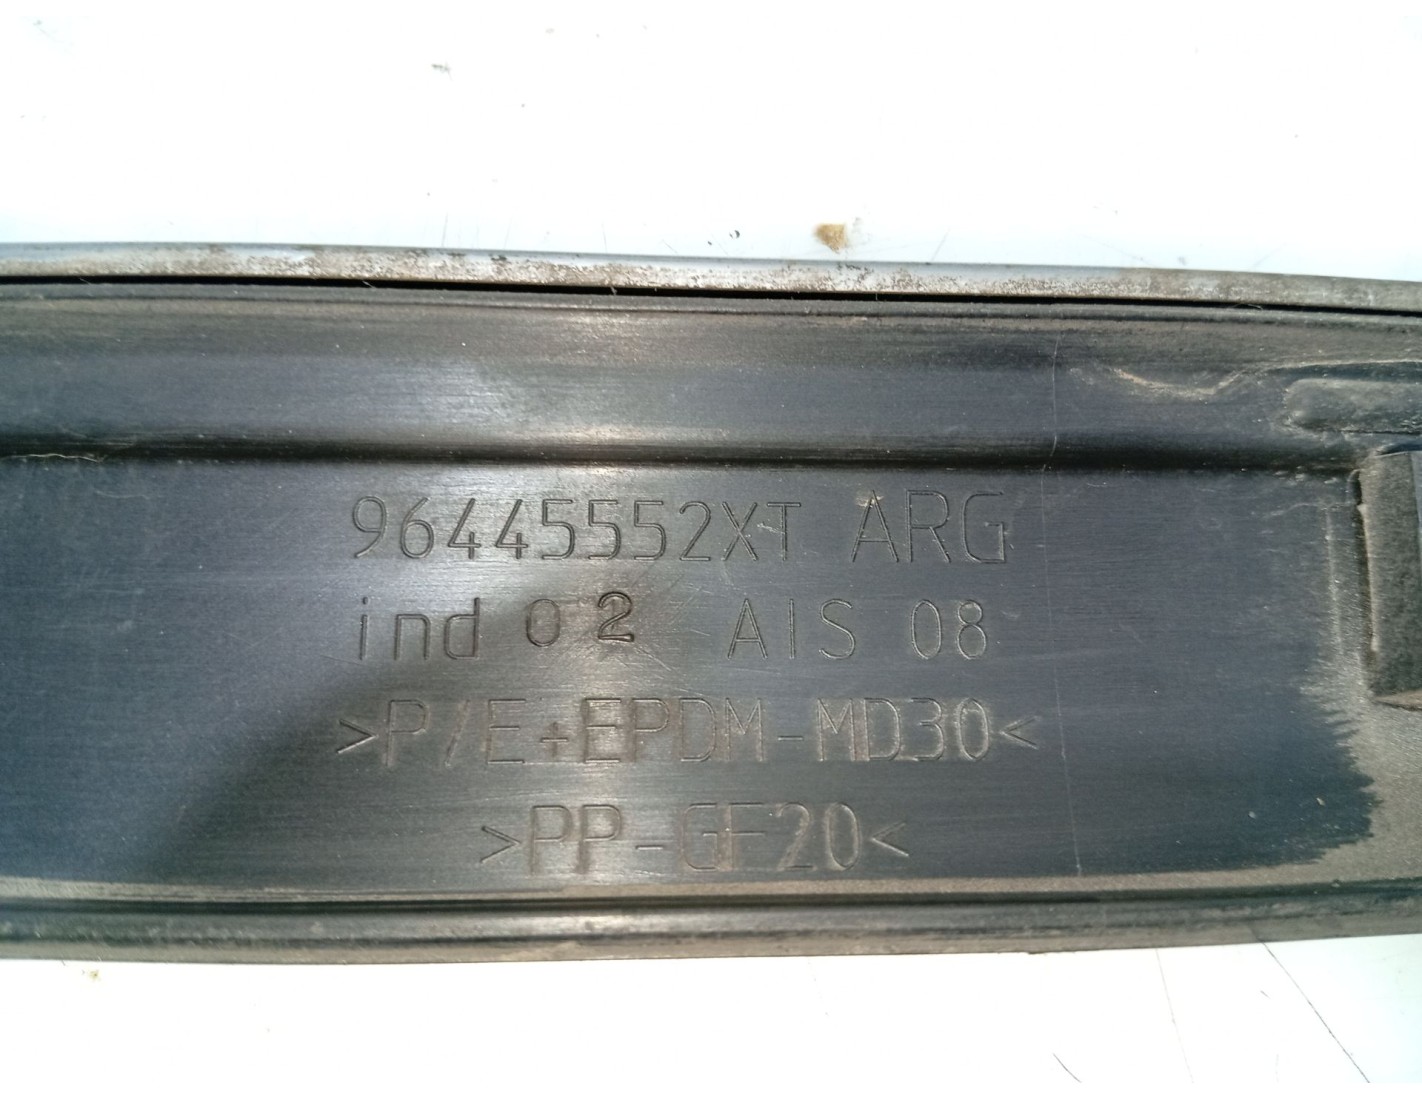 96445552XT ARG
ind 02 AIS 08
>P/E+EPDM-MD30<
>PP-GF20<